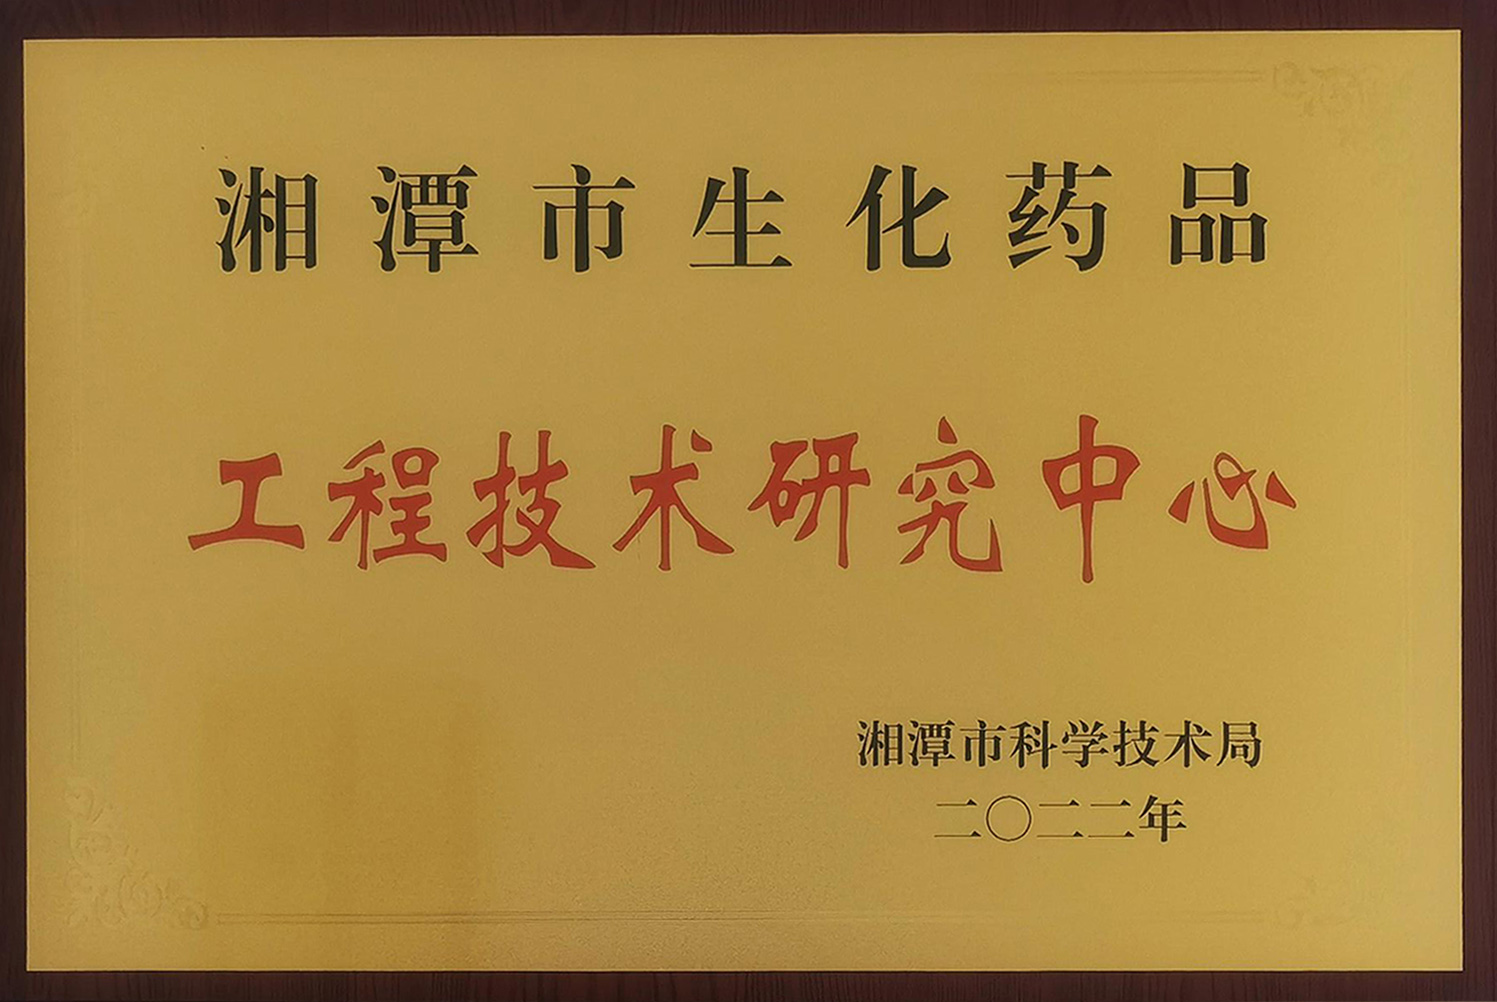 湘潭市生化药品
工程技术研究中心
湘潭市科学技术局
二〇二二年